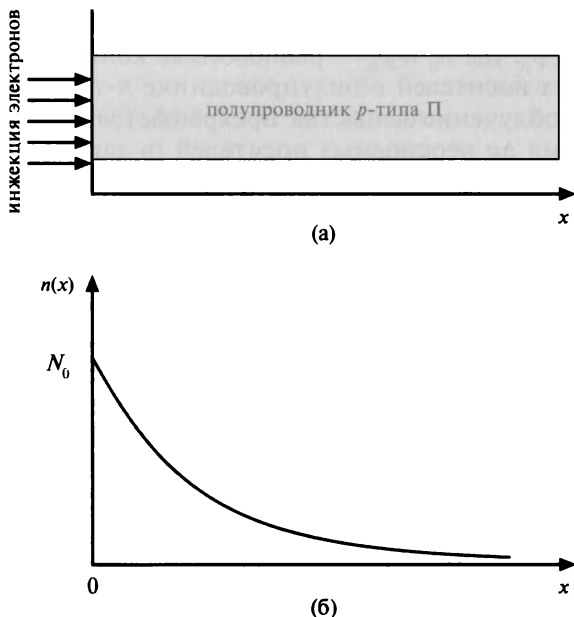 инжекция электронов
полупроводник p-типа П
x
(а)
n(x)
N₀
0
x
(б)